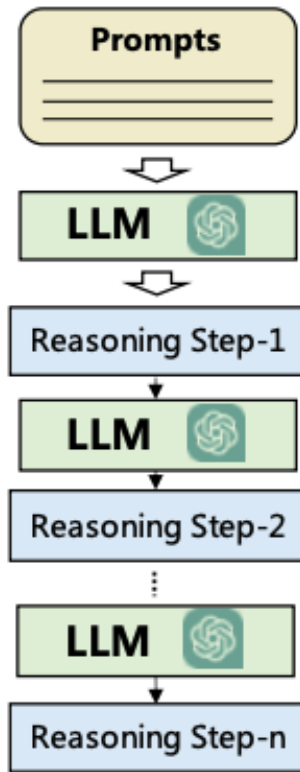 Prompts
LLM
Reasoning Step-1
LLM
Reasoning Step-2
LLM
Reasoning Step-n